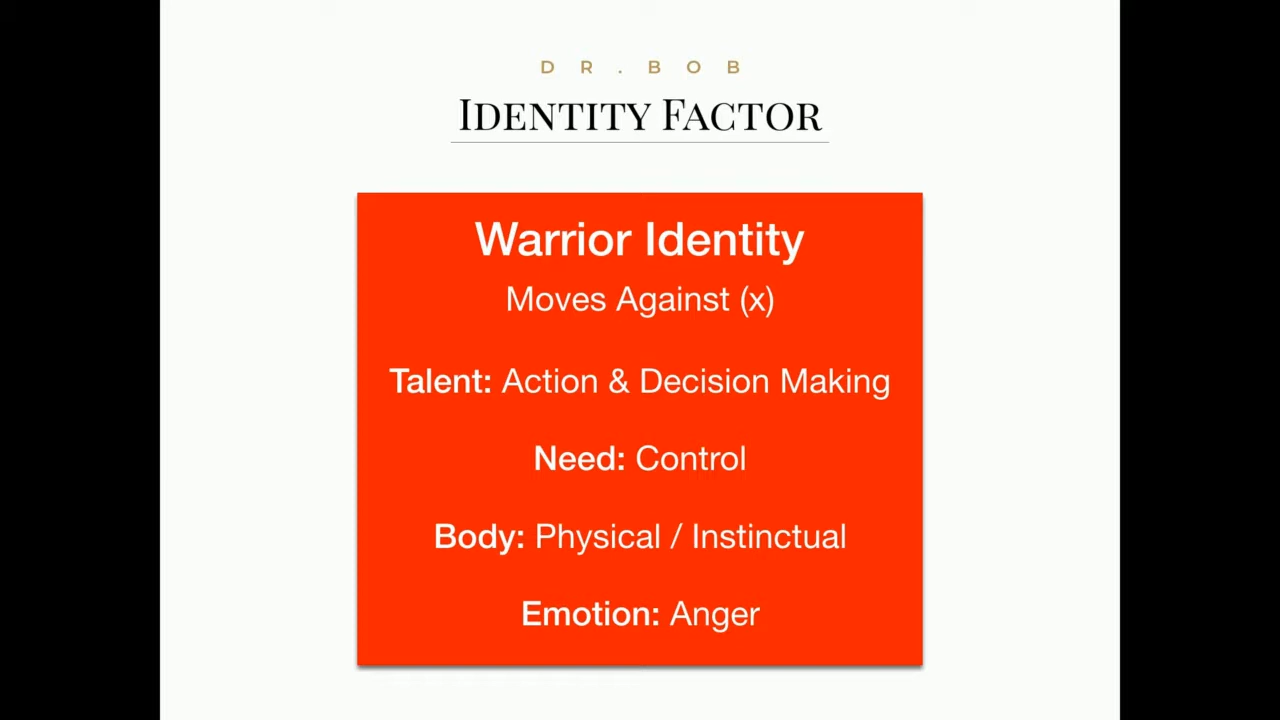 DR.BOB
Identity Factor
Warrior Identity
Moves Against (x)
Talent: Action & Decision Making
Need: Control
Body: Physical / Instinctual
Emotion: Anger